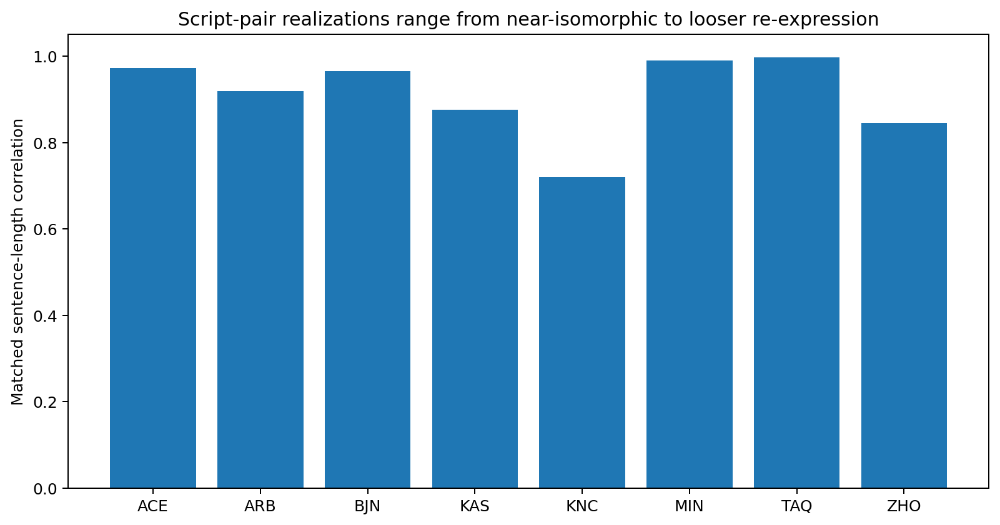 Script-pair realizations range from near-isomorphic to looser re-expression
Matched sentence-length correlation
1.0
0.8
0.6
0.4
0.2
0.0
ACE ARB BJN KAS KNC MIN TAQ ZHO